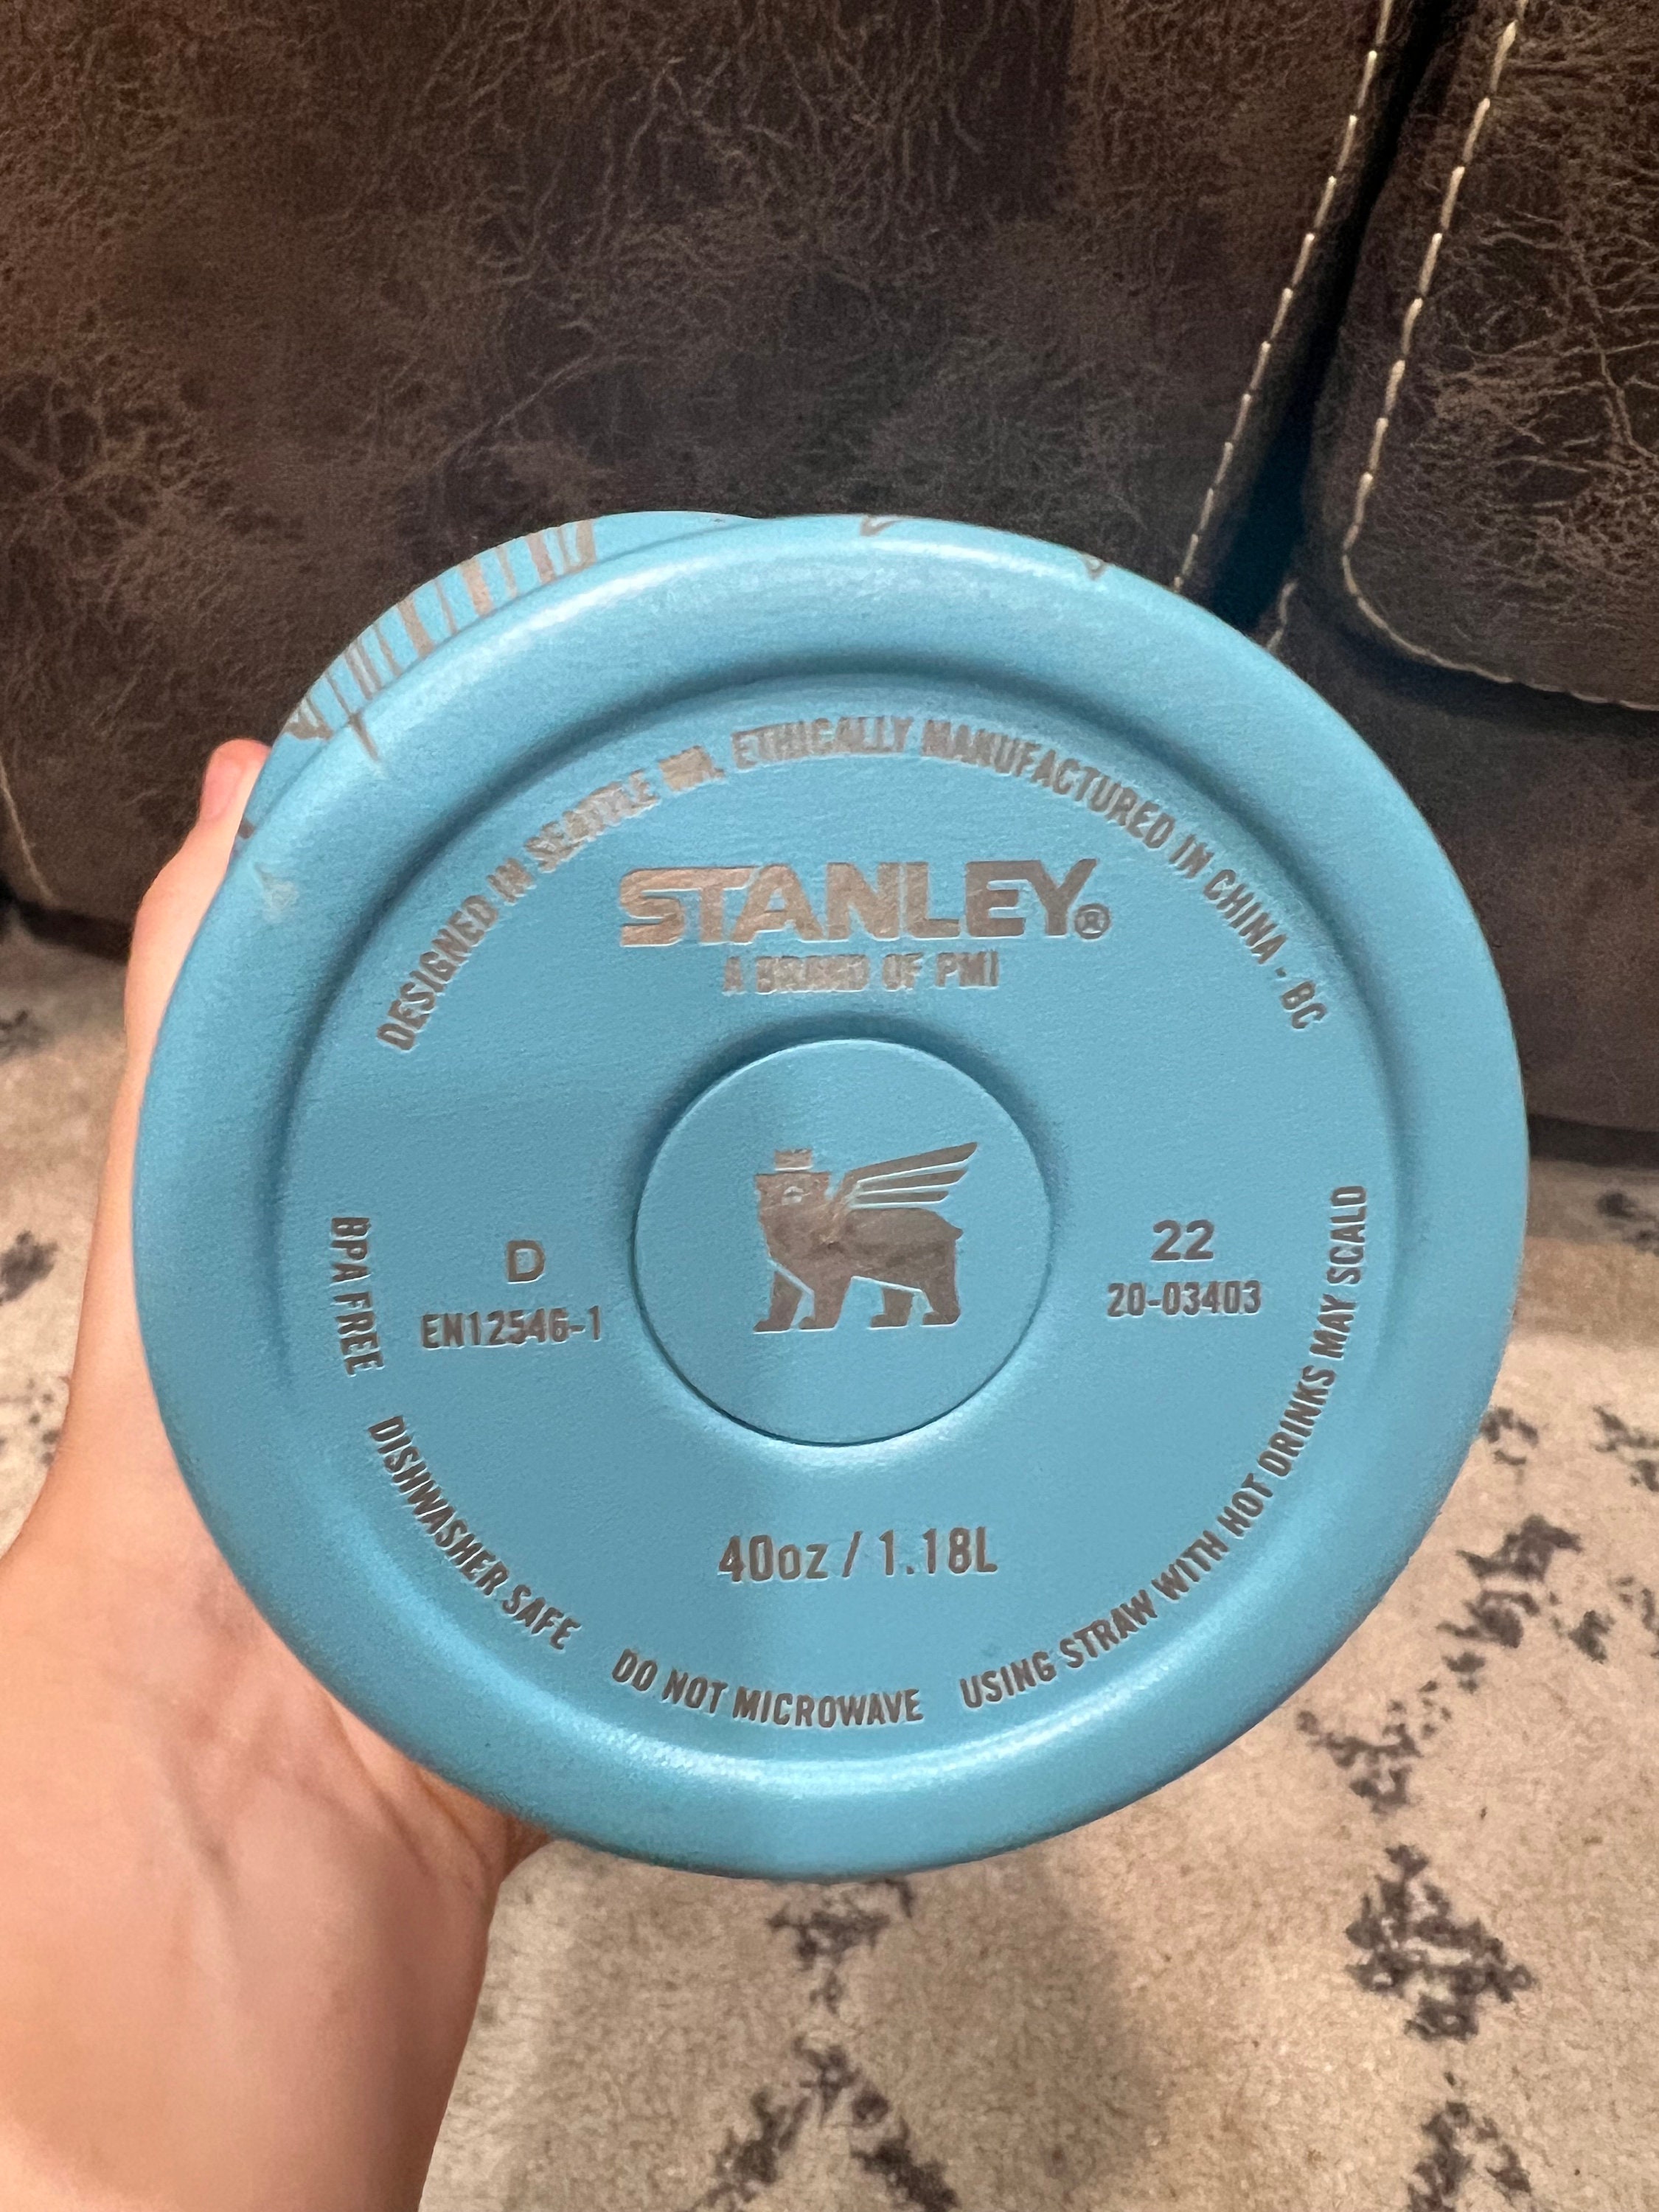 DESIGNED IN SEATTLE WA. ETHICALLY MANUFACTURED IN CHINA - BC
STANLEY®
A BRAND OF PMI
D
EN12546-1
22
20-03403
40oz / 1.18L
BPA FREE
DISHWASHER SAFE
DO NOT MICROWAVE
USING STRAW WITH HOT DRINKS MAY SCALD